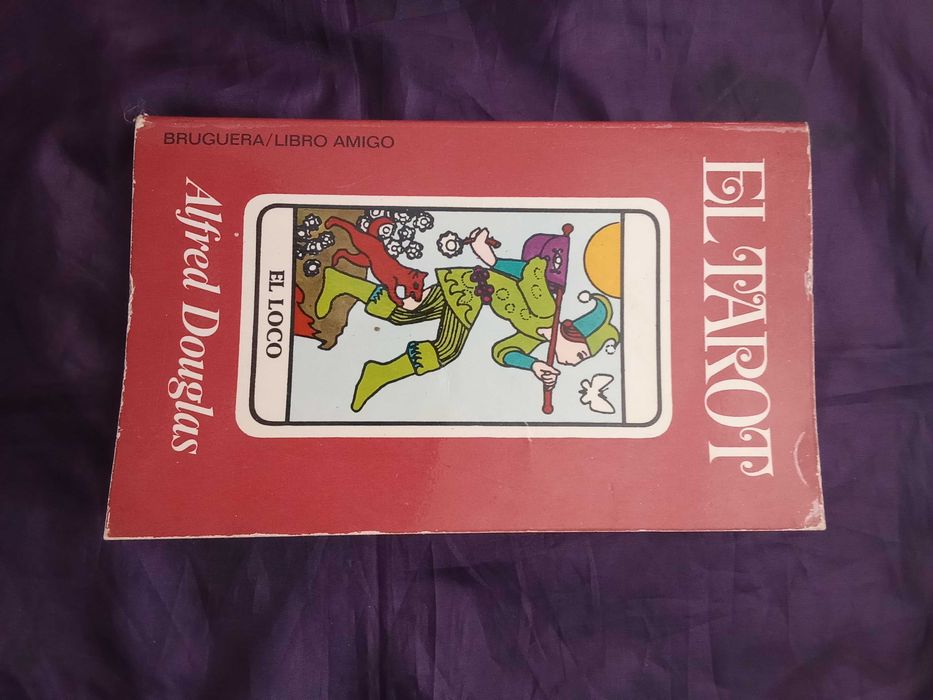 EL TAROT
EL LOCO
Alfred Douglas
BRUGUERA/LIBRO AMIGO